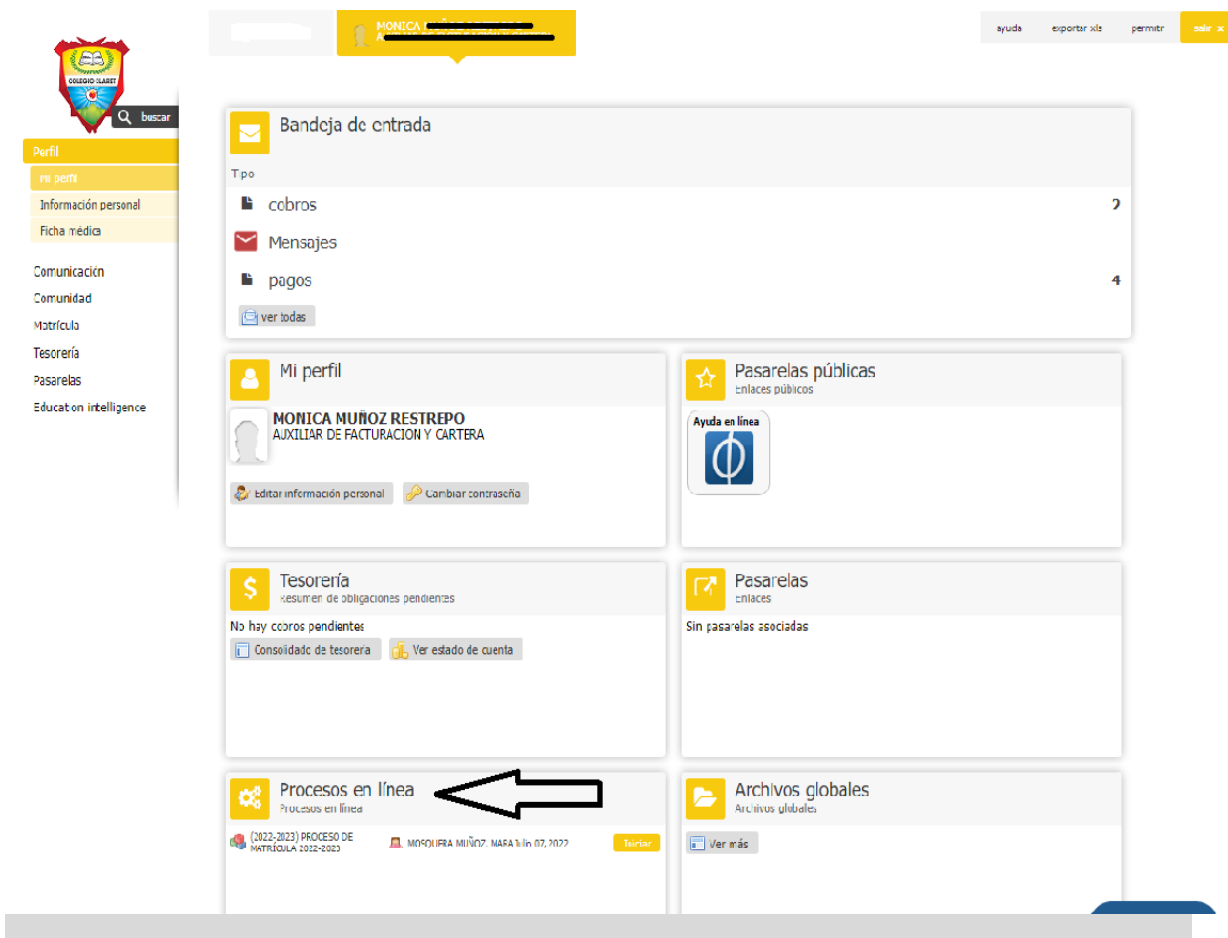 MONICA MUÑOZ RESTREPO
ayuda
exportar xls
permitir
salir x
COLEGIO CLARET
buscar
Perfil
Mi perfil
Información personal
Ficha médica
Comunicación
Comunidad
Matrícula
Tesorería
Pasarelas
Education intelligence
Bandeja de entrada
Tipo
cobros 2
Mensajes
pagos 4
ver todas
Mi perfil
MONICA MUÑOZ RESTREPO
AUXILIAR DE FACTURACION Y CARTERA
Editar información personal
Cambiar contraseña
Pasarelas públicas
Enlaces públicos
Ayuda en línea
Tesorería
Resumen de obligaciones pendientes
No hay cobros pendientes
Consolidado de tesorería
Ver estado de cuenta
Pasarelas
Enlaces
Sin pasarelas asociadas
Procesos en línea
Procesos en línea
(2022-2023) PROCESO DE
MATRÍCULA 2022-2023
MOSQUERA MUÑOZ, MARA Julio 07, 2022
Iniciar
Archivos globales
Archivos globales
Ver más